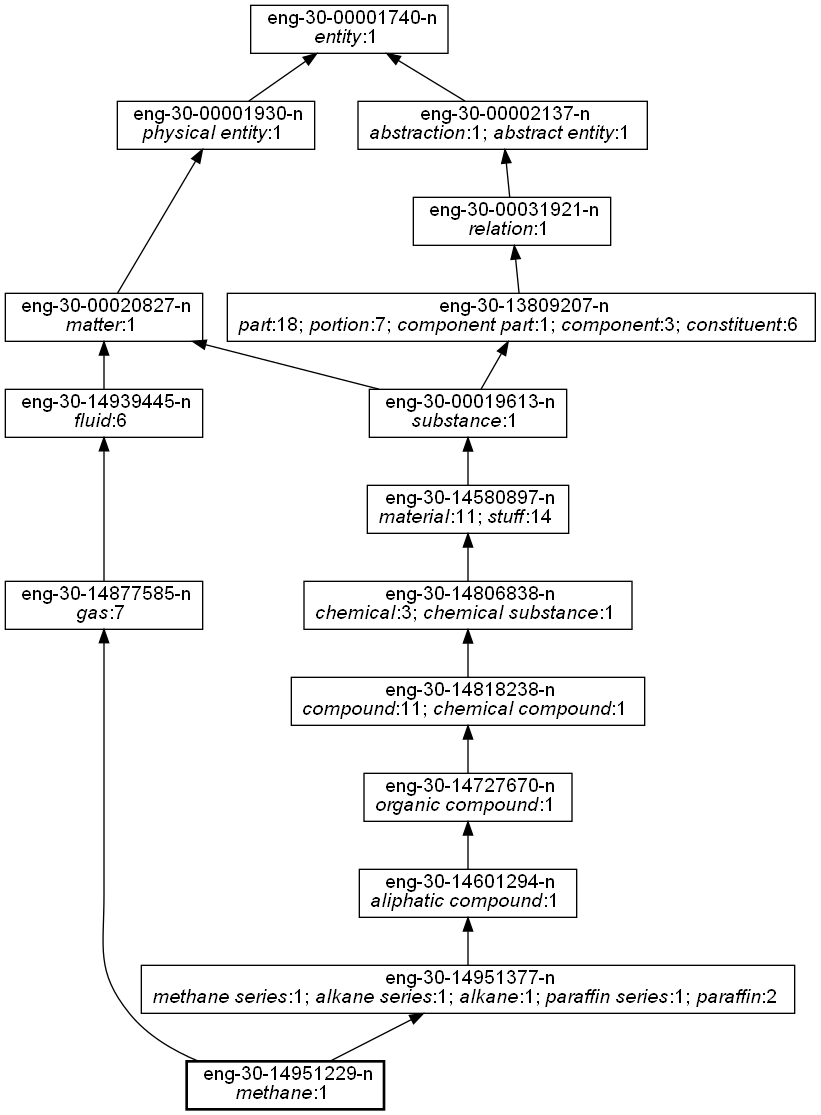 eng-30-00001740-n
entity:1
eng-30-00001930-n
physical entity:1
eng-30-00002137-n
abstraction:1; abstract entity:1
eng-30-00031921-n
relation:1
eng-30-00020827-n
matter:1
eng-30-13809207-n
part:18; portion:7; component part:1; component:3; constituent:6
eng-30-14939445-n
fluid:6
eng-30-00019613-n
substance:1
eng-30-14580897-n
material:11; stuff:14
eng-30-14877585-n
gas:7
eng-30-14806838-n
chemical:3; chemical substance:1
eng-30-14818238-n
compound:11; chemical compound:1
eng-30-14727670-n
organic compound:1
eng-30-14601294-n
aliphatic compound:1
eng-30-14951377-n
methane series:1; alkane series:1; alkane:1; paraffin series:1; paraffin:2
eng-30-14951229-n
methane:1